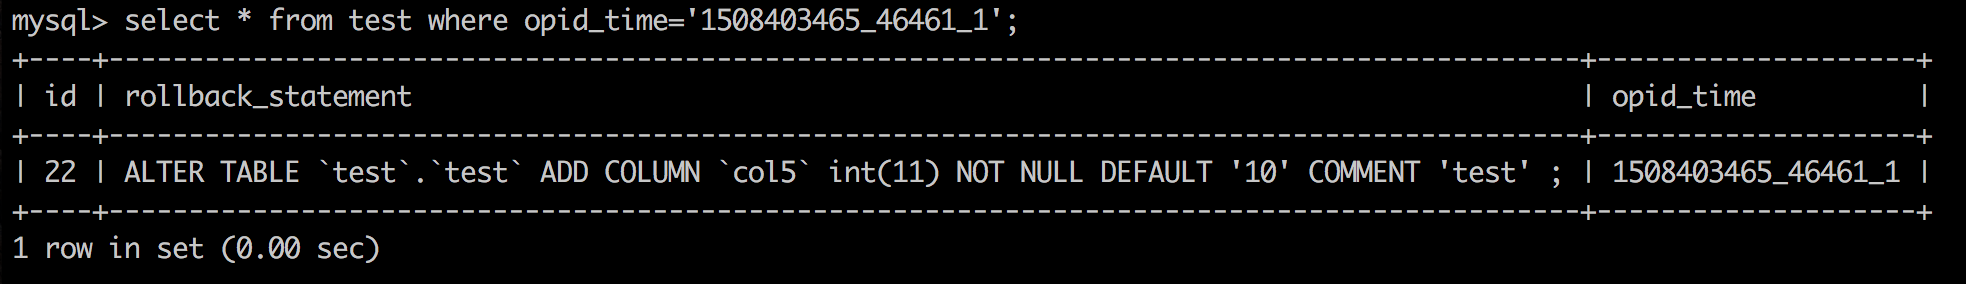 mysql> select * from test where opid_time='1508403465_46461_1';
+----+------------------------------------------------------------------------------------------+-------------------+
| id | rollback_statement                                                                       | opid_time         |
+----+------------------------------------------------------------------------------------------+-------------------+
| 22 | ALTER TABLE `test`.`test` ADD COLUMN `col5` int(11) NOT NULL DEFAULT '10' COMMENT 'test' ; | 1508403465_46461_1 |
+----+------------------------------------------------------------------------------------------+-------------------+
1 row in set (0.00 sec)